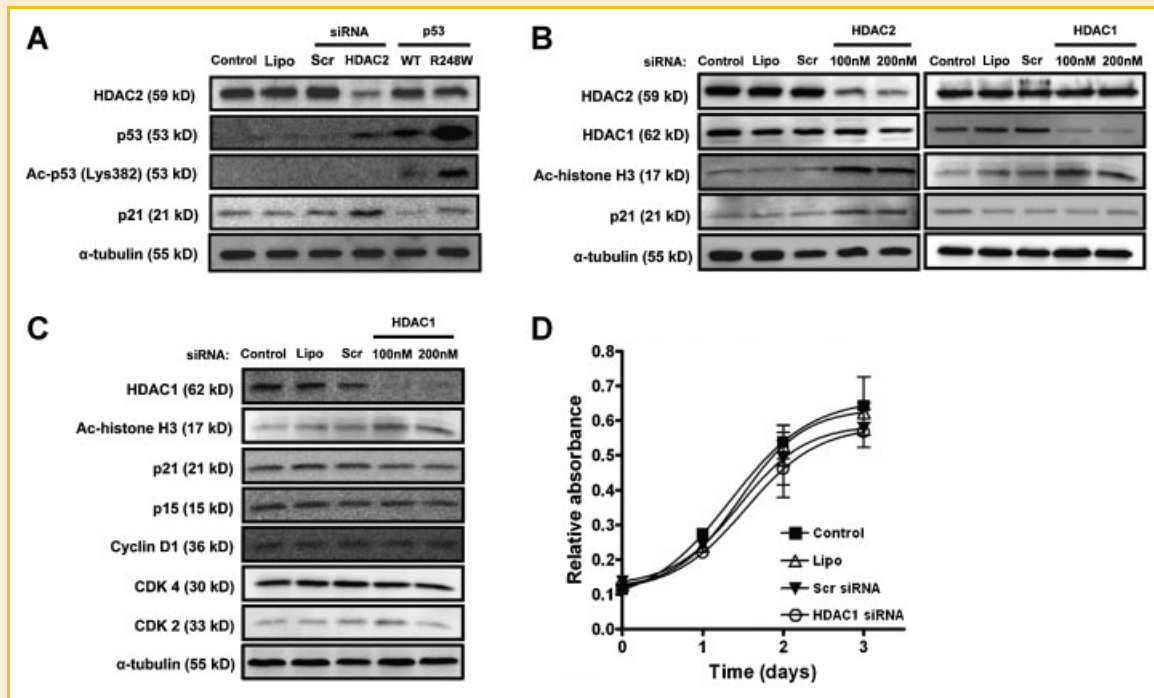 A
siRNA
p53
Control Lipo Scr HDAC2 WT R248W
HDAC2 (59 kD)
p53 (53 kD)
Ac-p53 (Lys382) (53 kD)
p21 (21 kD)
α-tubulin (55 kD)
B
HDAC2
HDAC1
siRNA: Control Lipo Scr 100nM 200nM Control Lipo Scr 100nM 200nM
HDAC2 (59 kD)
HDAC1 (62 kD)
Ac-histone H3 (17 kD)
p21 (21 kD)
α-tubulin (55 kD)
C
HDAC1
siRNA: Control Lipo Scr 100nM 200nM
HDAC1 (62 kD)
Ac-histone H3 (17 kD)
p21 (21 kD)
p15 (15 kD)
Cyclin D1 (36 kD)
CDK 4 (30 kD)
CDK 2 (33 kD)
α-tubulin (55 kD)
D
Relative absorbance
0.8
0.7
0.6
0.5
0.4
0.3
0.2
0.1
0.0
0 1 2 3
Time (days)
Control
Lipo
Scr siRNA
HDAC1 siRNA